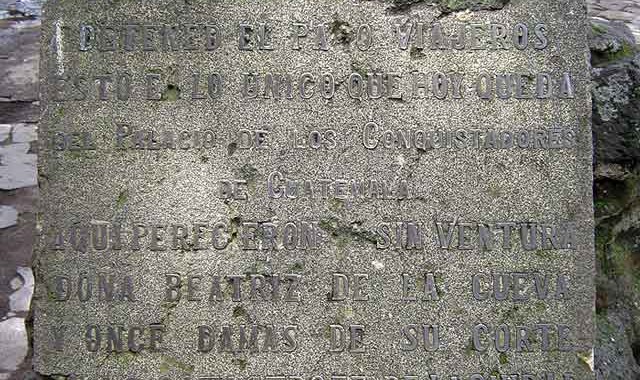 ¡ DETENED EL PASO VIAJEROS
ESTO ES LO UNICO QUE HOY QUEDA
DEL PALACIO DE LOS CONQUISTADORES
DE GUATEMALA.
AQUI PERECIERON SIN VENTURA
DOÑA BEATRIZ DE LA CUEVA
Y ONCE DAMAS DE SU CORTE